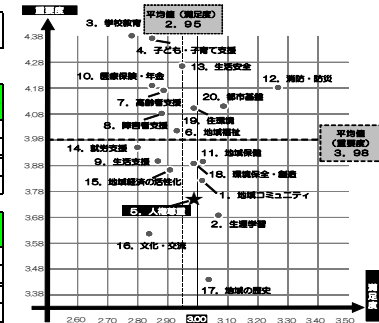 重要度
平均値（満足度）
2．95
3．学校教育
4.38
4．子ども・子育て支援
4.28
13．生活安全
10．医療保険・年金
12．消防・防災
4.18
7．高齢者支援
20．都市基盤
4.08
8．障害者支援
19．住環境
6．地域福祉
3.98
平均値
（重要度）
3．98
14．就労支援
11．地域保健
3.88
9．生活支援
18．環境保全・創造
15．地域経済の活性化
3.78
1．地域コミュニティ
5．人権尊重
3.68
2．生涯学習
3.58
16．文化・交流
3.48
17．地域の歴史
3.38
満足度
2.60 2.70 2.80 2.90 3.00 3.10 3.20 3.30 3.40 3.50